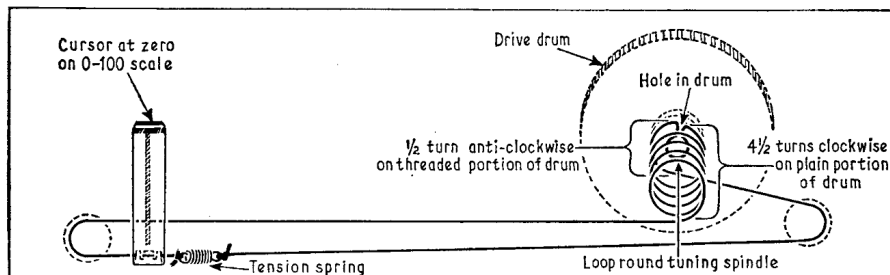 Cursor at zero
on 0-100 scale
Drive drum
Hole in drum
½ turn anti-clockwise
on threaded portion of drum
4½ turns clockwise
on plain portion
of drum
Tension spring
Loop round tuning spindle